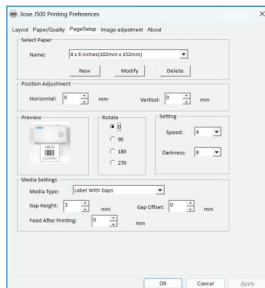 Jiose J500 Printing Preferences
Layout Paper/Quality PageSetup Image adjustment About
Select Paper
Name: 4 x 6 inches(102mm x 152mm)
New Modify Delete
Position Adjustment
Horizontal: 0 mm Vertical: 0 mm
Preview Rotate Setting
0 Speed: 4
90
180 Darkness: 8
270
Media Settings
Media Type: Label With Gaps
Gap Height: 3 mm Gap Offset: 0 mm
Feed After Printing: 0 mm
OK Cancel Apply